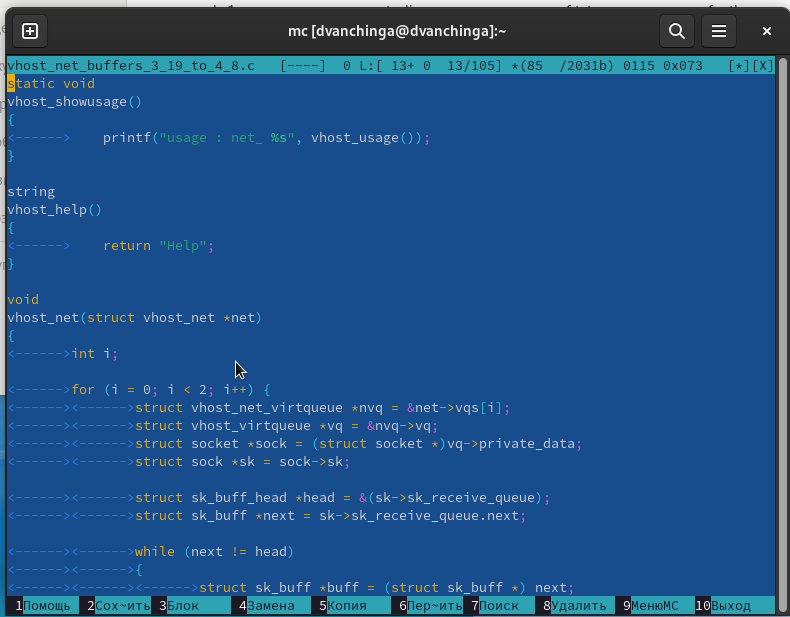 mc [dvanchinga@dvanchinga]:~
vhost_net_buffers_3_19_to_4_8.c [----] 0 L:[ 13+ 0 13/105] *(85 /2031b) 0115 0x073 [*][X]
static void
vhost_showusage()
{
<------> printf("usage : net_ %s", vhost_usage());
}
string
vhost_help()
{
<------> return "Help";
}
void
vhost_net(struct vhost_net *net)
{
<------>int i;
<------>for (i = 0; i < 2; i++) {
<------><------>struct vhost_net_virtqueue *nvq = &net->vqs[i];
<------><------>struct vhost_virtqueue *vq = &nvq->vq;
<------><------>struct socket *sock = (struct socket *)vq->private_data;
<------><------>struct sock *sk = sock->sk;
<------><------>struct sk_buff_head *head = &(sk->sk_receive_queue);
<------><------>struct sk_buff *next = sk->sk_receive_queue.next;
<------><------>while (next != head)
<------><------>{
<------><------><------>struct sk_buff *buff = (struct sk_buff *) next;
1Помощь 2Сох~ить 3Блок 4Замена 5Копия 6Пер~ить 7Поиск 8Удалить 9МенюМС 10Выход